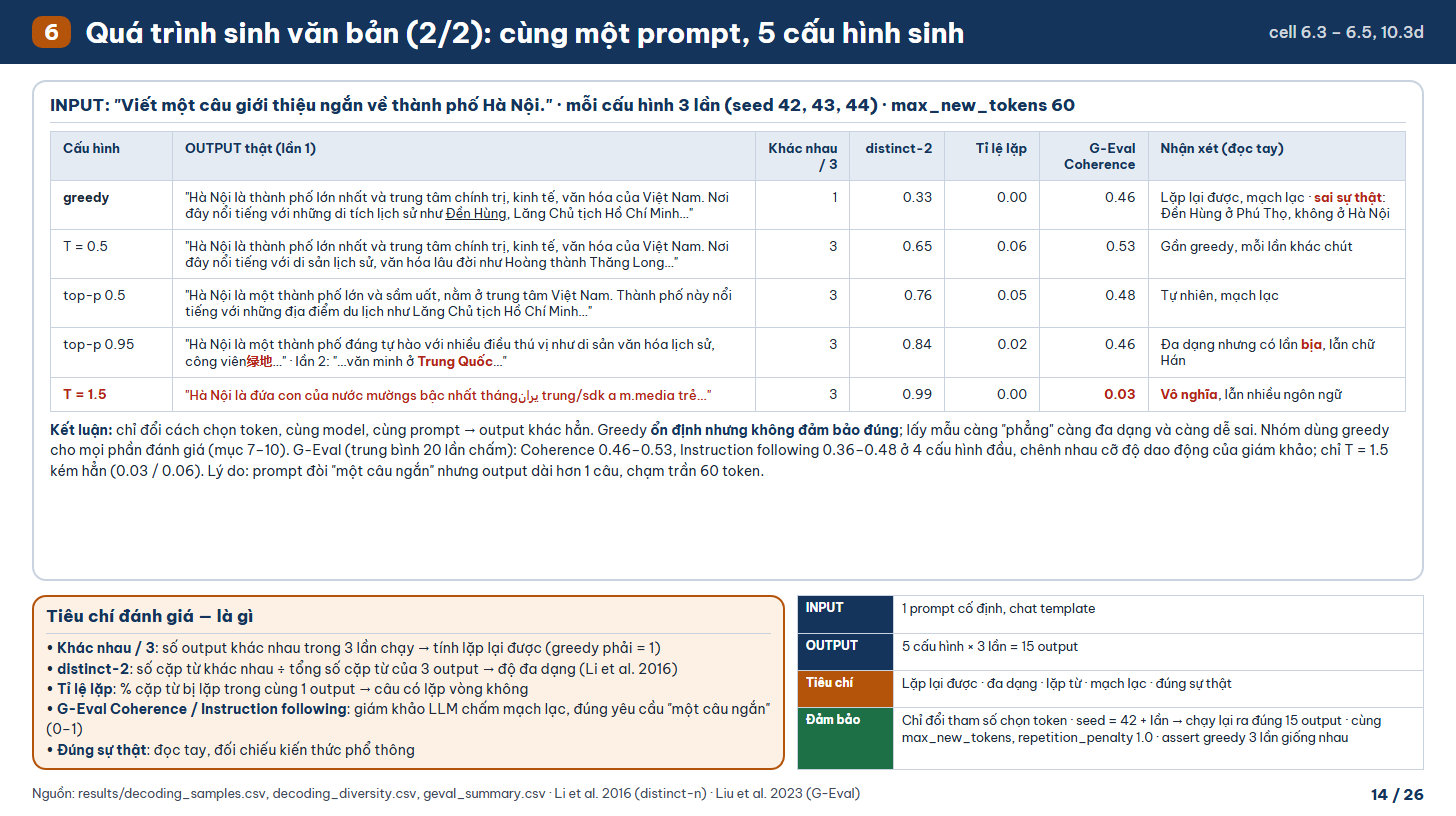 6
Quá trình sinh văn bản (2/2): cùng một prompt, 5 cấu hình sinh
cell 6.3 – 6.5, 10.3d
INPUT: "Viết một câu giới thiệu ngắn về thành phố Hà Nội." · mỗi cấu hình 3 lần (seed 42, 43, 44) · max_new_tokens 60
Cấu hình
OUTPUT thật (lần 1)
Khác nhau
/ 3
distinct-2
Tỉ lệ lặp
G-Eval
Coherence
Nhận xét (đọc tay)
greedy
"Hà Nội là thành phố lớn nhất và trung tâm chính trị, kinh tế, văn hóa của Việt Nam. Nơi
đây nổi tiếng với những di tích lịch sử như Đền Hùng, Lăng Chủ tịch Hồ Chí Minh..."
1
0.33
0.00
0.46
Lặp lại được, mạch lạc · sai sự thật:
Đền Hùng ở Phú Thọ, không ở Hà Nội
T = 0.5
"Hà Nội là thành phố lớn nhất và trung tâm chính trị, kinh tế, văn hóa của Việt Nam. Nơi
đây nổi tiếng với di sản lịch sử, văn hóa lâu đời như Hoàng thành Thăng Long..."
3
0.65
0.06
0.53
Gần greedy, mỗi lần khác chút
top-p 0.5
"Hà Nội là một thành phố lớn và sầm uất, nằm ở trung tâm Việt Nam. Thành phố này nổi
tiếng với những địa điểm du lịch như Lăng Chủ tịch Hồ Chí Minh..."
3
0.76
0.05
0.48
Tự nhiên, mạch lạc
top-p 0.95
"Hà Nội là một thành phố đáng tự hào với nhiều điều thú vị như di sản văn hóa lịch sử,
công viên绿地..." · lần 2: "...văn minh ở Trung Quốc..."
3
0.84
0.02
0.46
Đa dạng nhưng có lần bịa, lẫn chữ
Hán
T = 1.5
"Hà Nội là đứa con của nước mườngs bậc nhất thángیران trung/sdk a m.media trẻ..."
3
0.99
0.00
0.03
Vô nghĩa, lẫn nhiều ngôn ngữ
Kết luận: chỉ đổi cách chọn token, cùng model, cùng prompt → output khác hẳn. Greedy ổn định nhưng không đảm bảo đúng; lấy mẫu càng "phẳng" càng đa dạng và càng dễ sai. Nhóm dùng greedy
cho mọi phần đánh giá (mục 7–10). G-Eval (trung bình 20 lần chấm): Coherence 0.46–0.53, Instruction following 0.36–0.48 ở 4 cấu hình đầu, chênh nhau cỡ độ dao động của giám khảo; chỉ T = 1.5
kém hẳn (0.03 / 0.06). Lý do: prompt đòi "một câu ngắn" nhưng output dài hơn 1 câu, chạm trần 60 token.
Tiêu chí đánh giá — là gì
• Khác nhau / 3: số output khác nhau trong 3 lần chạy → tính lặp lại được (greedy phải = 1)
• distinct-2: số cặp từ khác nhau ÷ tổng số cặp từ của 3 output → độ đa dạng (Li et al. 2016)
• Tỉ lệ lặp: % cặp từ bị lặp trong cùng 1 output → câu có lặp vòng không
• G-Eval Coherence / Instruction following: giám khảo LLM chấm mạch lạc, đúng yêu cầu "một câu ngắn"
(0–1)
• Đúng sự thật: đọc tay, đối chiếu kiến thức phổ thông
INPUT
1 prompt cố định, chat template
OUTPUT
5 cấu hình × 3 lần = 15 output
Tiêu chí
Lặp lại được · đa dạng · lặp từ · mạch lạc · đúng sự thật
Đảm bảo
Chỉ đổi tham số chọn token · seed = 42 + lần → chạy lại ra đúng 15 output · cùng
max_new_tokens, repetition_penalty 1.0 · assert greedy 3 lần giống nhau
Nguồn: results/decoding_samples.csv, decoding_diversity.csv, geval_summary.csv · Li et al. 2016 (distinct-n) · Liu et al. 2023 (G-Eval)
14 / 26